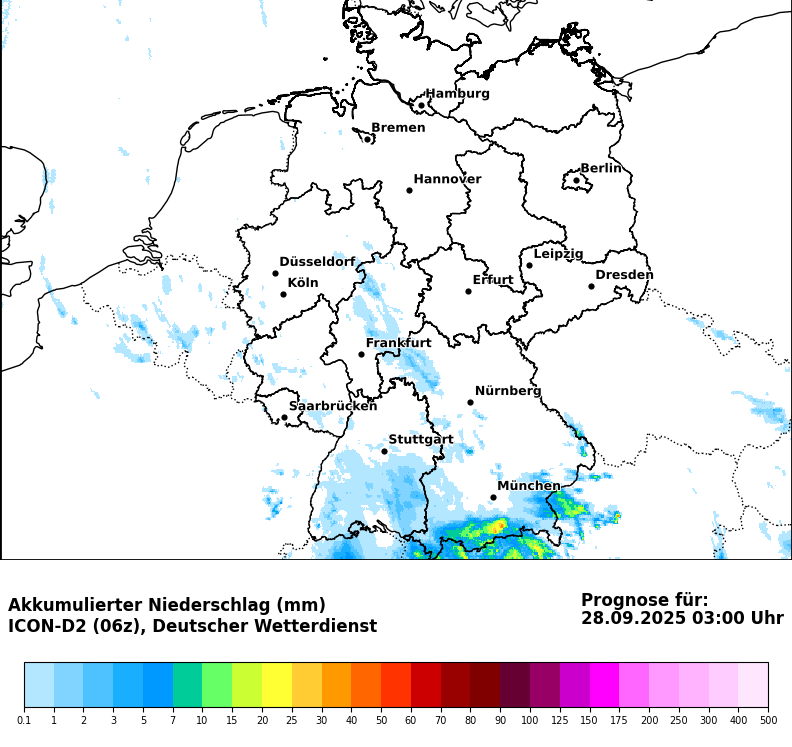 Hamburg
Bremen
Berlin
Hannover
Leipzig
Düsseldorf
Dresden
Köln
Erfurt
Frankfurt
Nürnberg
Saarbrücken
Stuttgart
München
Akkumulierter Niederschlag (mm)
ICON-D2 (06z), Deutscher Wetterdienst
Prognose für:
28.09.2025 03:00 Uhr
0.1 1 2 3 5 7 10 15 20 25 30 40 50 60 70 80 90 100 125 150 175 200 250 300 400 500